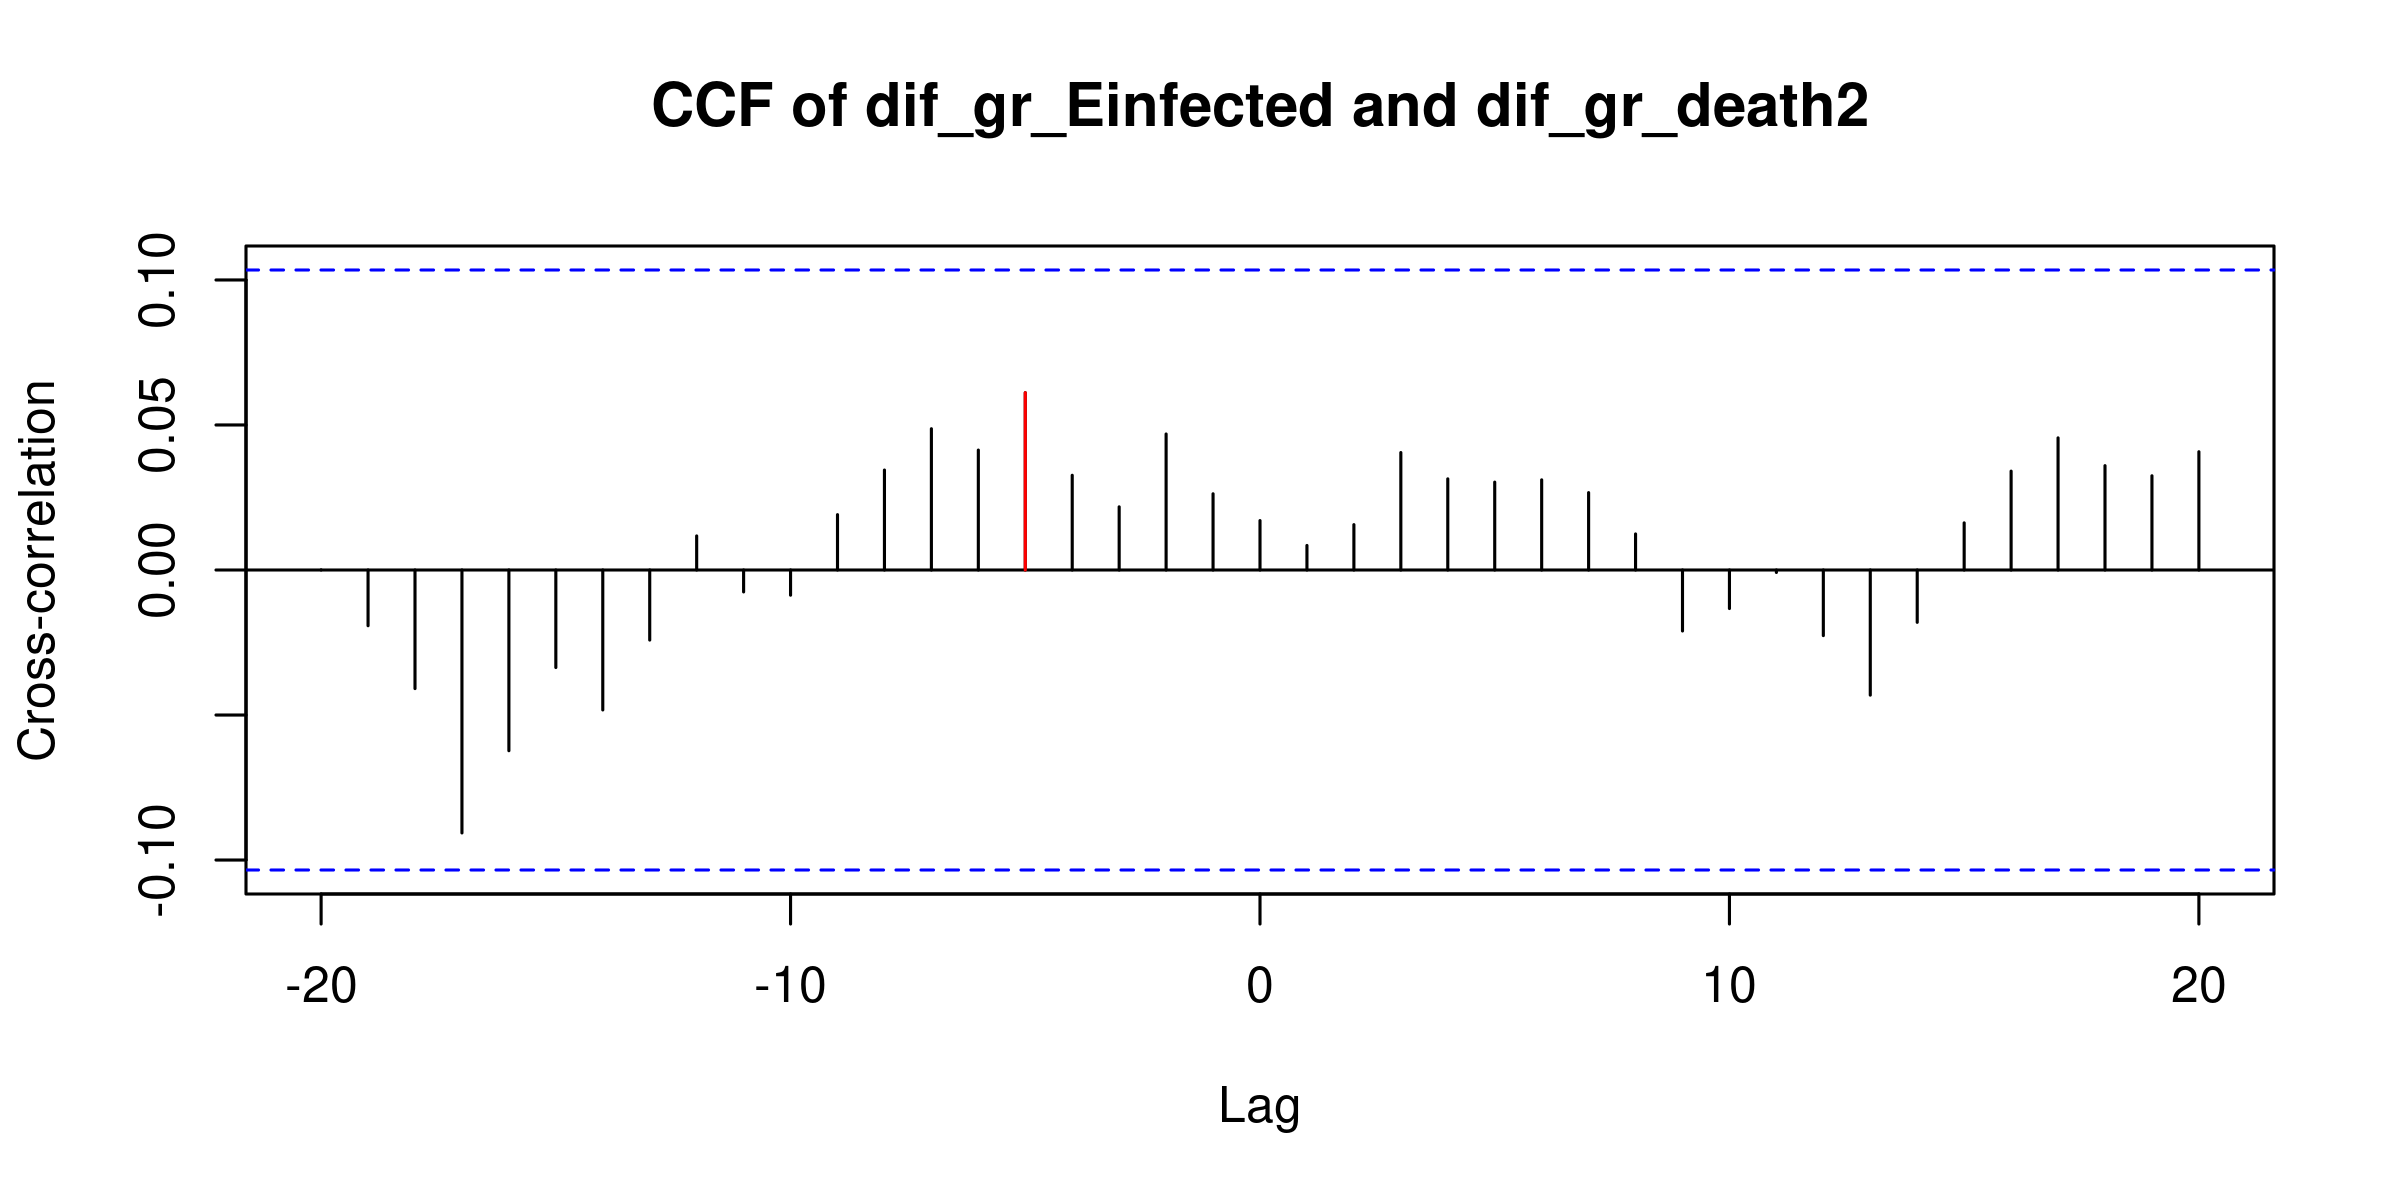 CCF of dif_gr_Einfected and dif_gr_death2
Cross-correlation
0.10
0.05
0.00
-0.10
-20 -10 0 10 20
Lag